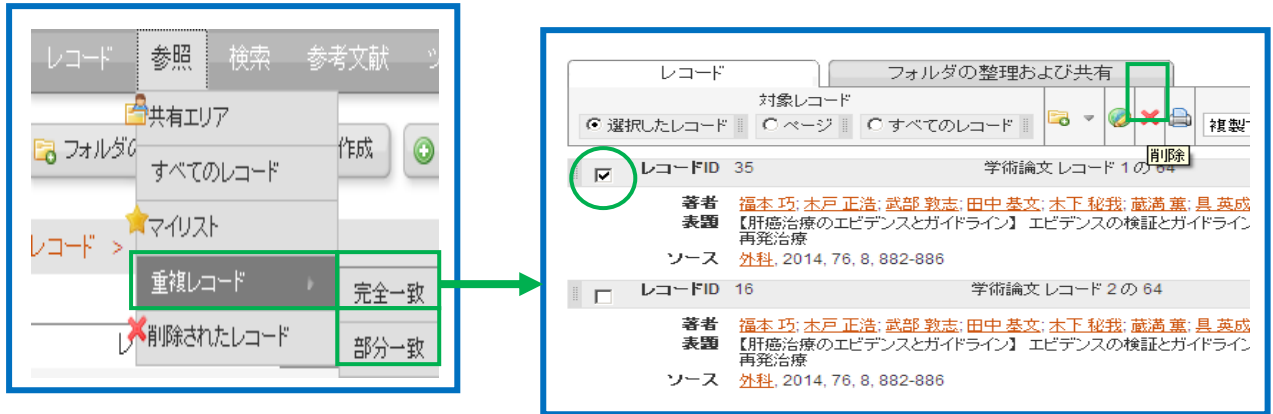 レコード 参照 検索 参考文献
共有エリア
フォルダの 作成
すべてのレコード
マイリスト
レコード >
重複レコード
完全一致
削除されたレコード
部分一致
レコード フォルダの整理および共有
対象レコード
選択したレコード ページ すべてのレコード
削除
レコードID 35 学術論文 レコード 1の 64
著者 福本 巧; 木戸 正浩; 武部 敦志; 田中 基文; 木下 秘我; 蔵満 薫; 具 英成
表題 【肝癌治療のエビデンスとガイドライン】 エビデンスの検証とガイドライン
再発治療
ソース 外科, 2014, 76, 8, 882-886
レコードID 16 学術論文 レコード 2の 64
著者 福本 巧; 木戸 正浩; 武部 敦志; 田中 基文; 木下 秘我; 蔵満 薫; 具 英成
表題 【肝癌治療のエビデンスとガイドライン】 エビデンスの検証とガイドライン
再発治療
ソース 外科, 2014, 76, 8, 882-886